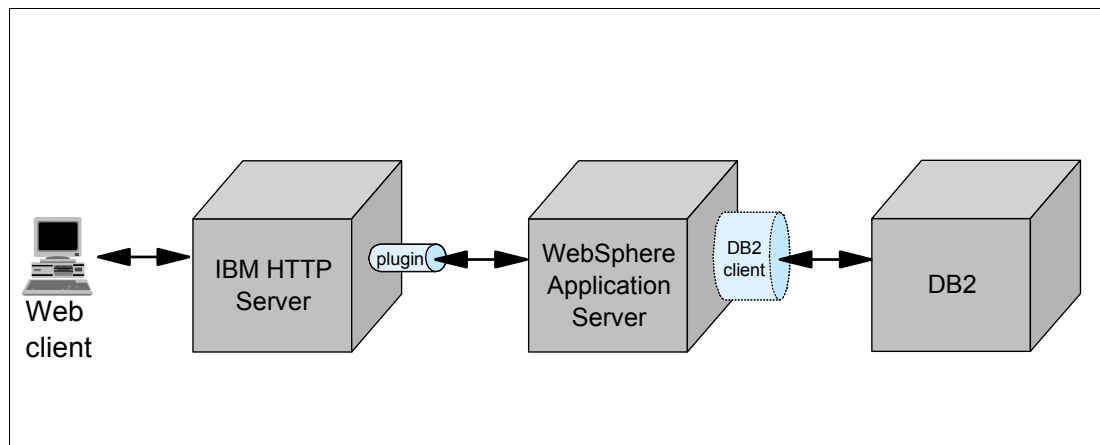 Web
client
IBM HTTP
Server
plugin
WebSphere
Application
Server
DB2
client
DB2